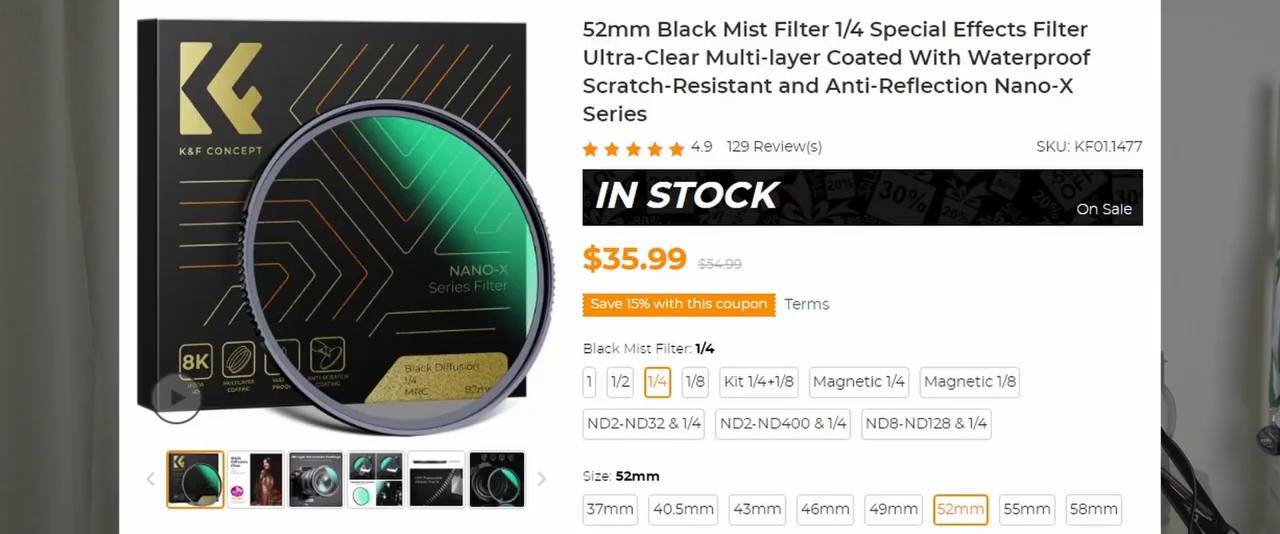 K&F CONCEPT
NANO-X
Series Filter
8K
MULTILAYER
COATING
Black Diffusion
1/4
MRC 82mm
52mm Black Mist Filter 1/4 Special Effects Filter
Ultra-Clear Multi-layer Coated With Waterproof
Scratch-Resistant and Anti-Reflection Nano-X
Series
4.9 129 Review(s) SKU: KF01.1477
IN STOCK
On Sale
$35.99 $54.99
Save 15% with this coupon Terms
Black Mist Filter: 1/4
1 1/2 1/4 1/8 Kit 1/4+1/8 Magnetic 1/4 Magnetic 1/8
ND2-ND32 & 1/4 ND2-ND400 & 1/4 ND8-ND128 & 1/4
Size: 52mm
37mm 40.5mm 43mm 46mm 49mm 52mm 55mm 58mm